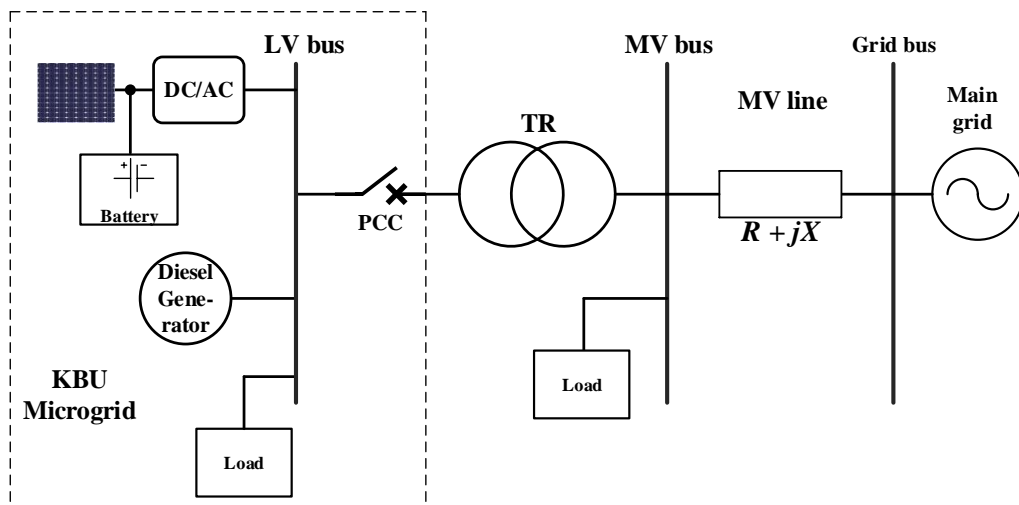 LV bus
DC/AC
+ −
Battery
PCC
Diesel
Gene-
rator
KBU
Microgrid
Load
TR
MV bus
Load
MV line
R + jX
Grid bus
Main
grid